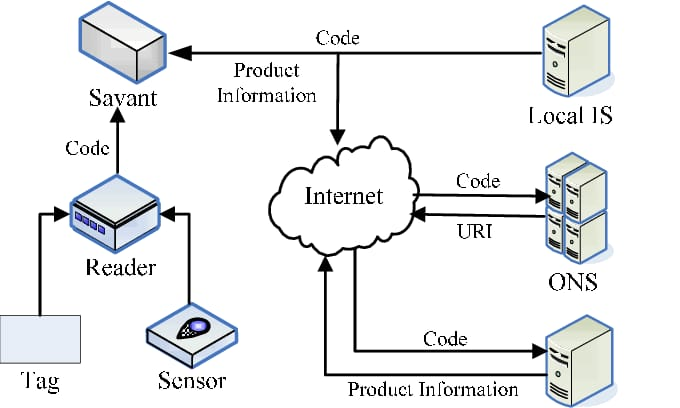 Code
Product
Information
Savant
Local IS
Code
Internet
Code
URI
Reader
ONS
Code
Tag
Sensor
Product Information